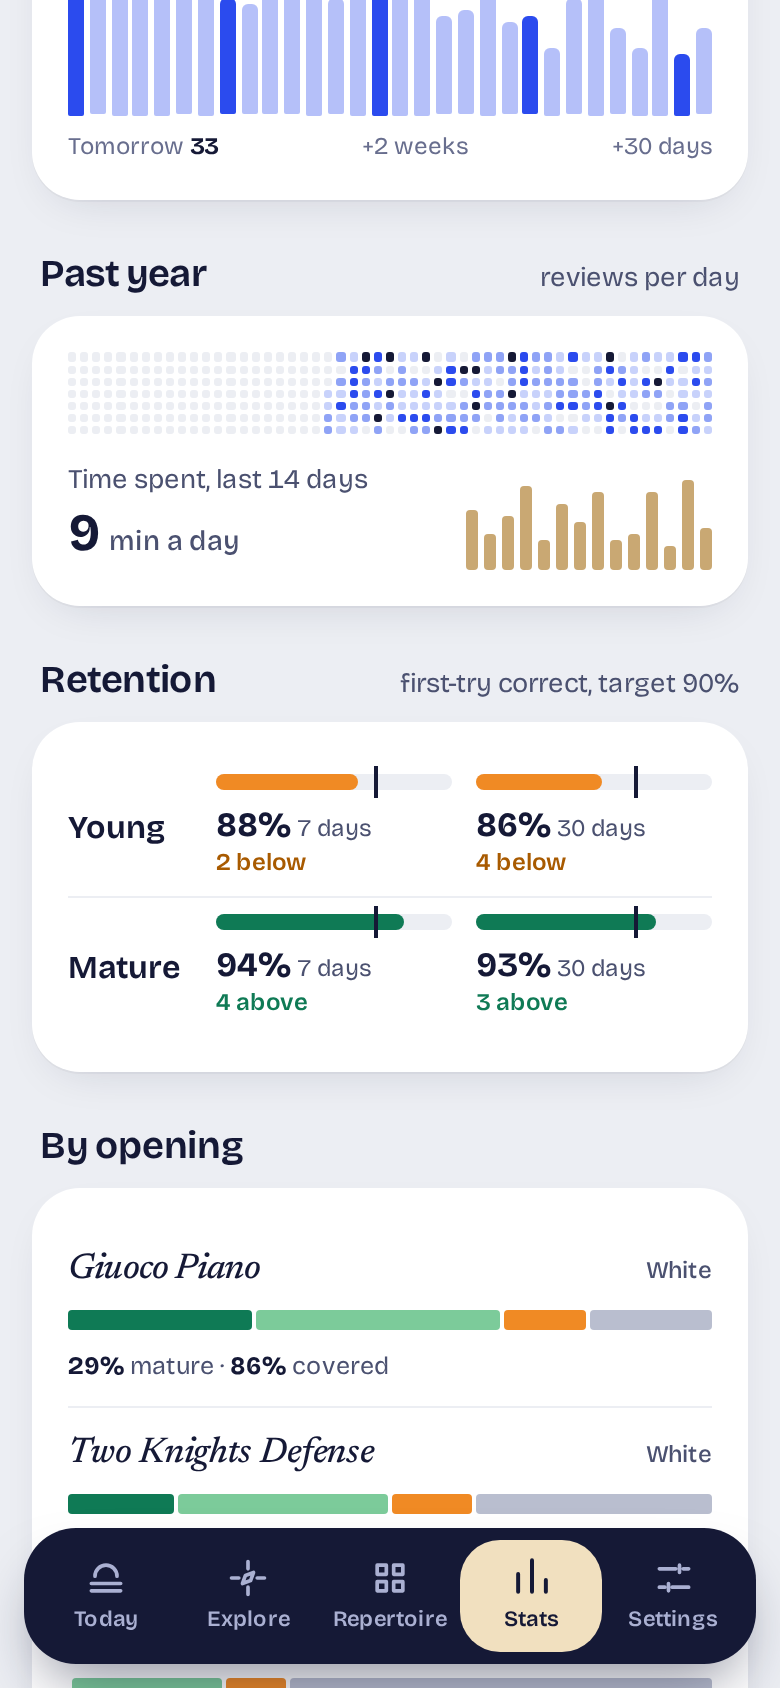 Tomorrow 33 +2 weeks +30 days
Past year reviews per day
Time spent, last 14 days
9 min a day
Retention first-try correct, target 90%
Young 88% 7 days 86% 30 days
2 below 4 below
Mature 94% 7 days 93% 30 days
4 above 3 above
By opening
Giuoco Piano White
29% mature · 86% covered
Two Knights Defense White
Today Explore Repertoire Stats Settings